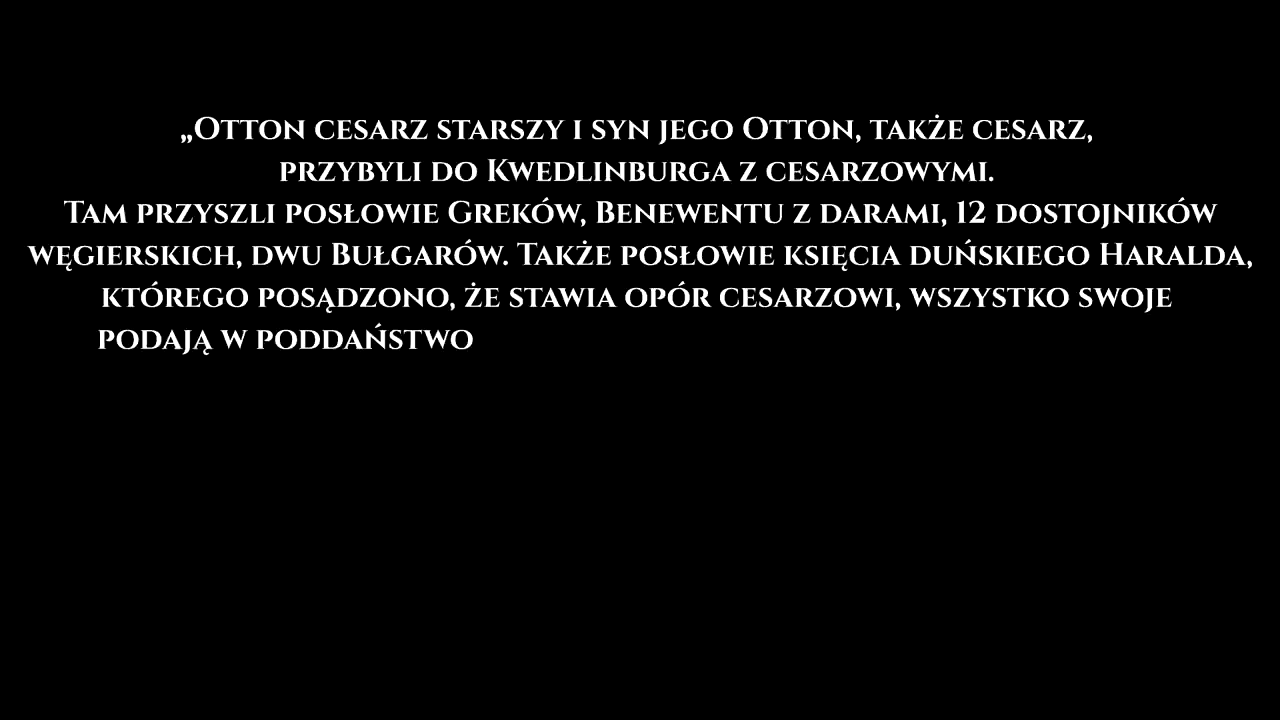 „Otton cesarz starszy i syn jego Otton, także cesarz,
przybyli do Kwedlinburga z cesarzowymi.
Tam przyszli posłowie Greków, Benewentu z darami, 12 dostojników
węgierskich, dwu Bułgarów. Także posłowie księcia duńskiego Haralda,
którego posądzono, że stawia opór cesarzowi, wszystko swoje
podają w poddaństwo